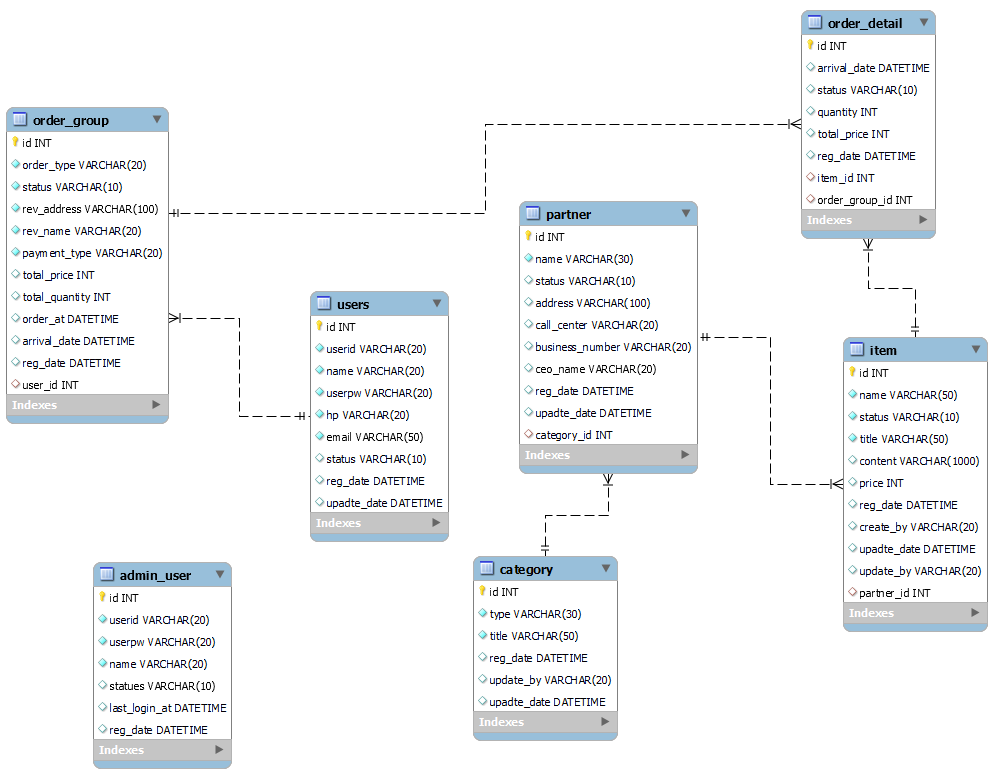 order_group
id INT
order_type VARCHAR(20)
status VARCHAR(10)
rev_address VARCHAR(100)
rev_name VARCHAR(20)
payment_type VARCHAR(20)
total_price INT
total_quantity INT
order_at DATETIME
arrival_date DATETIME
reg_date DATETIME
user_id INT
Indexes
users
id INT
userid VARCHAR(20)
name VARCHAR(20)
userpw VARCHAR(20)
hp VARCHAR(20)
email VARCHAR(50)
status VARCHAR(10)
reg_date DATETIME
upadte_date DATETIME
Indexes
admin_user
id INT
userid VARCHAR(20)
userpw VARCHAR(20)
name VARCHAR(20)
statues VARCHAR(10)
last_login_at DATETIME
reg_date DATETIME
Indexes
partner
id INT
name VARCHAR(30)
status VARCHAR(10)
address VARCHAR(100)
call_center VARCHAR(20)
business_number VARCHAR(20)
ceo_name VARCHAR(20)
reg_date DATETIME
upadte_date DATETIME
category_id INT
Indexes
category
id INT
type VARCHAR(30)
title VARCHAR(50)
reg_date DATETIME
update_by VARCHAR(20)
upadte_date DATETIME
Indexes
order_detail
id INT
arrival_date DATETIME
status VARCHAR(10)
quantity INT
total_price INT
reg_date DATETIME
item_id INT
order_group_id INT
Indexes
item
id INT
name VARCHAR(50)
status VARCHAR(10)
title VARCHAR(50)
content VARCHAR(1000)
price INT
reg_date DATETIME
create_by VARCHAR(20)
upadte_date DATETIME
update_by VARCHAR(20)
partner_id INT
Indexes